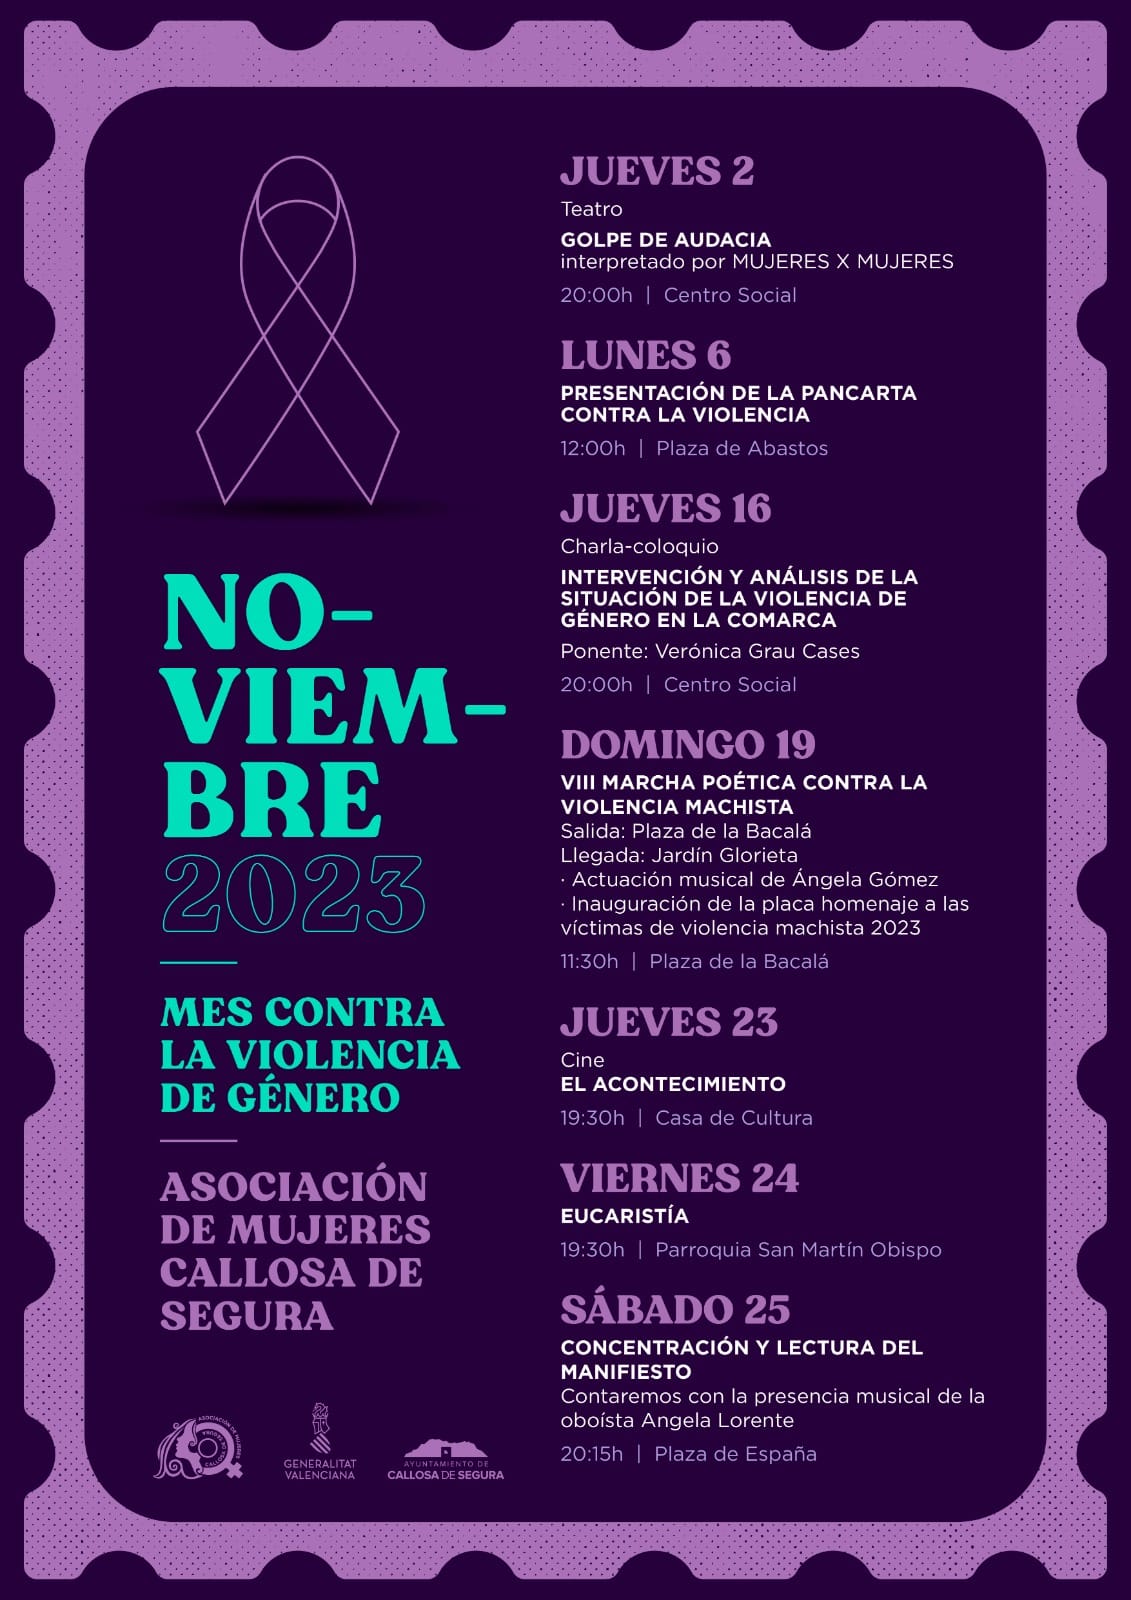 NO-
VIEM-
BRE
2023
MES CONTRA
LA VIOLENCIA
DE GÉNERO
ASOCIACIÓN
DE MUJERES
CALLOSA DE
SEGURA
JUEVES 2
Teatro
GOLPE DE AUDACIA
interpretado por MUJERES X MUJERES
20:00h | Centro Social
LUNES 6
PRESENTACIÓN DE LA PANCARTA
CONTRA LA VIOLENCIA
12:00h | Plaza de Abastos
JUEVES 16
Charla-coloquio
INTERVENCIÓN Y ANÁLISIS DE LA
SITUACIÓN DE LA VIOLENCIA DE
GÉNERO EN LA COMARCA
Ponente: Verónica Grau Cases
20:00h | Centro Social
DOMINGO 19
VIII MARCHA POÉTICA CONTRA LA
VIOLENCIA MACHISTA
Salida: Plaza de la Bacalá
Llegada: Jardín Glorieta
· Actuación musical de Ángela Gómez
· Inauguración de la placa homenaje a las
víctimas de violencia machista 2023
11:30h | Plaza de la Bacalá
JUEVES 23
Cine
EL ACONTECIMIENTO
19:30h | Casa de Cultura
VIERNES 24
EUCARISTÍA
19:30h | Parroquia San Martín Obispo
SÁBADO 25
CONCENTRACIÓN Y LECTURA DEL
MANIFIESTO
Contaremos con la presencia musical de la
oboísta Angela Lorente
20:15h | Plaza de España
ASOCIACIÓN DE MUJERES
CALLOSA DE SEGURA
GENERALITAT
VALENCIANA
AYUNTAMIENTO DE
CALLOSA DE SEGURA